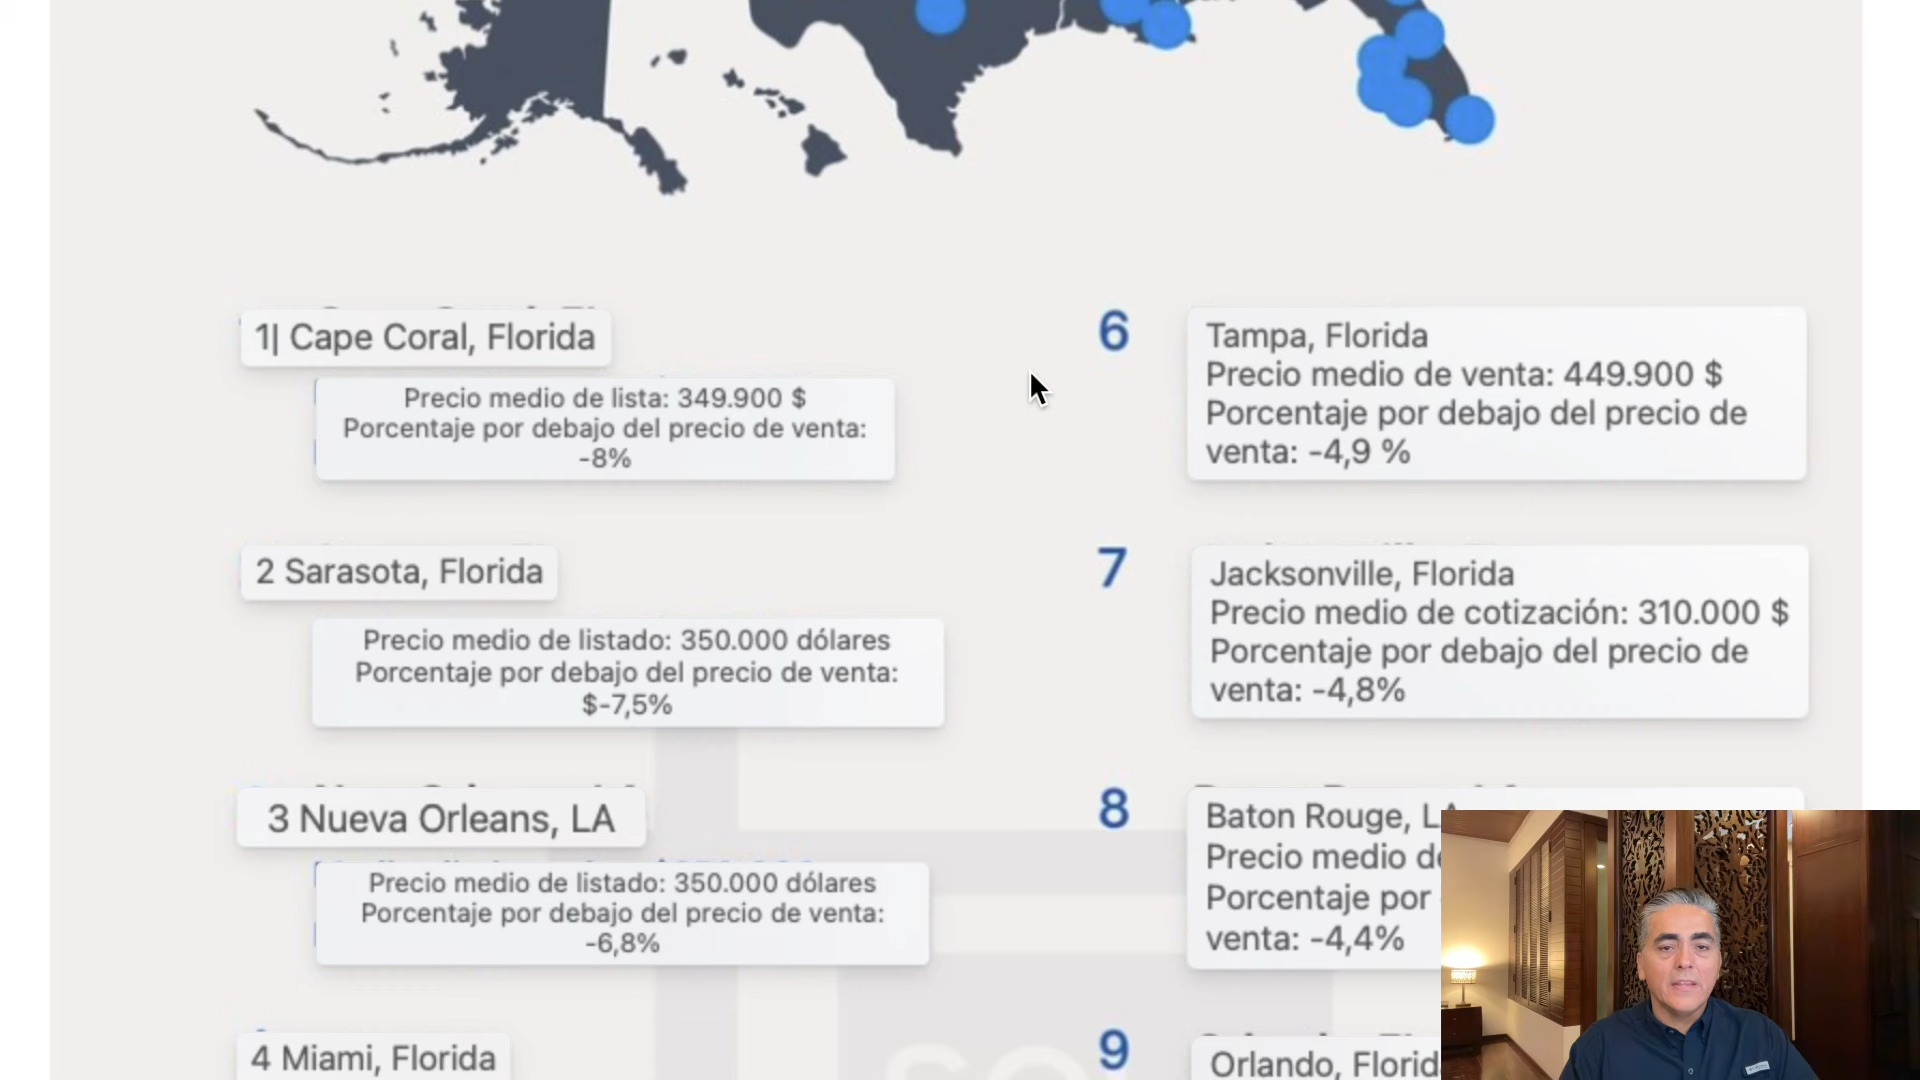 1| Cape Coral, Florida
Precio medio de lista: 349.900 $
Porcentaje por debajo del precio de venta:
-8%
2 Sarasota, Florida
Precio medio de listado: 350.000 dólares
Porcentaje por debajo del precio de venta:
$-7,5%
3 Nueva Orleans, LA
Precio medio de listado: 350.000 dólares
Porcentaje por debajo del precio de venta:
-6,8%
4 Miami, Florida
6
Tampa, Florida
Precio medio de venta: 449.900 $
Porcentaje por debajo del precio de
venta: -4,9 %
7
Jacksonville, Florida
Precio medio de cotización: 310.000 $
Porcentaje por debajo del precio de
venta: -4,8%
8
Baton Rouge,
Precio medio
Porcentaje por
venta: -4,4%
9
Orlando,